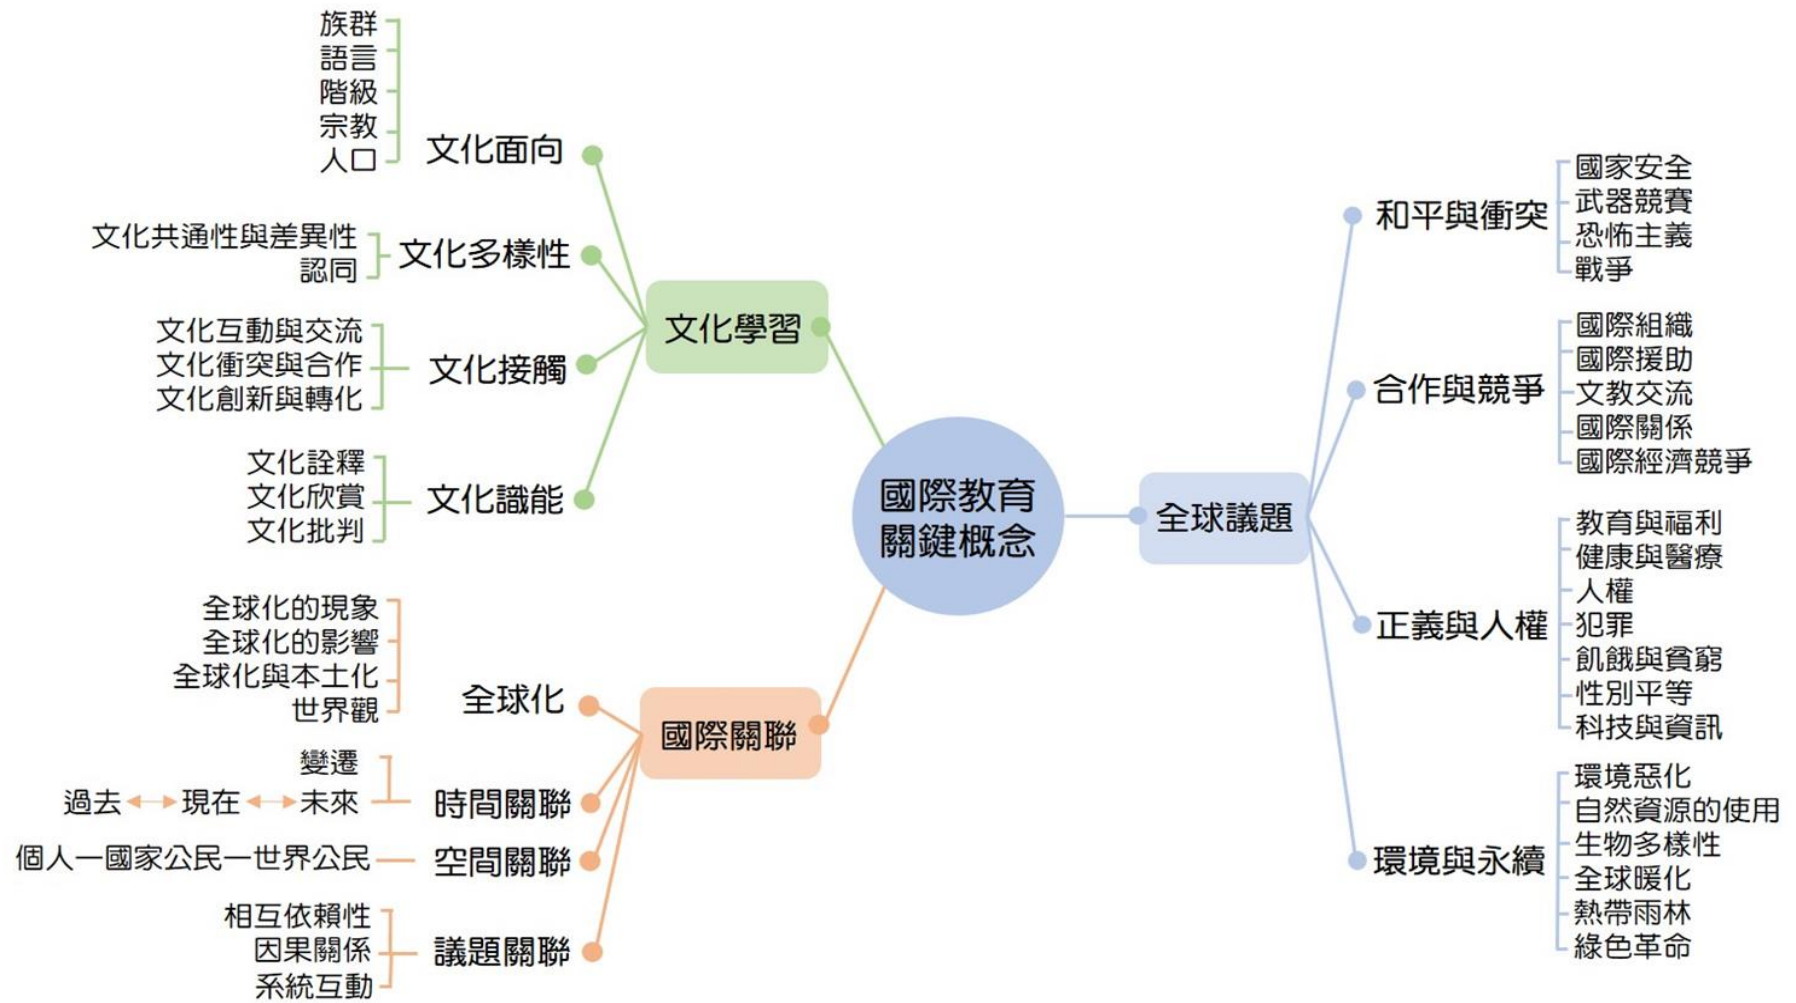 國際教育
關鍵概念
文化學習
文化面向
族群
語言
階級
宗教
人口
文化多樣性
文化共通性與差異性
認同
文化接觸
文化互動與交流
文化衝突與合作
文化創新與轉化
文化識能
文化詮釋
文化欣賞
文化批判
國際關聯
全球化
全球化的現象
全球化的影響
全球化與本土化
世界觀
時間關聯
變遷
過去 現在 未來
空間關聯
個人—國家公民—世界公民
議題關聯
相互依賴性
因果關係
系統互動
全球議題
和平與衝突
國家安全
武器競賽
恐怖主義
戰爭
合作與競爭
國際組織
國際援助
文教交流
國際關係
國際經濟競爭
正義與人權
教育與福利
健康與醫療
人權
犯罪
飢餓與貧窮
性別平等
科技與資訊
環境與永續
環境惡化
自然資源的使用
生物多樣性
全球暖化
熱帶雨林
綠色革命